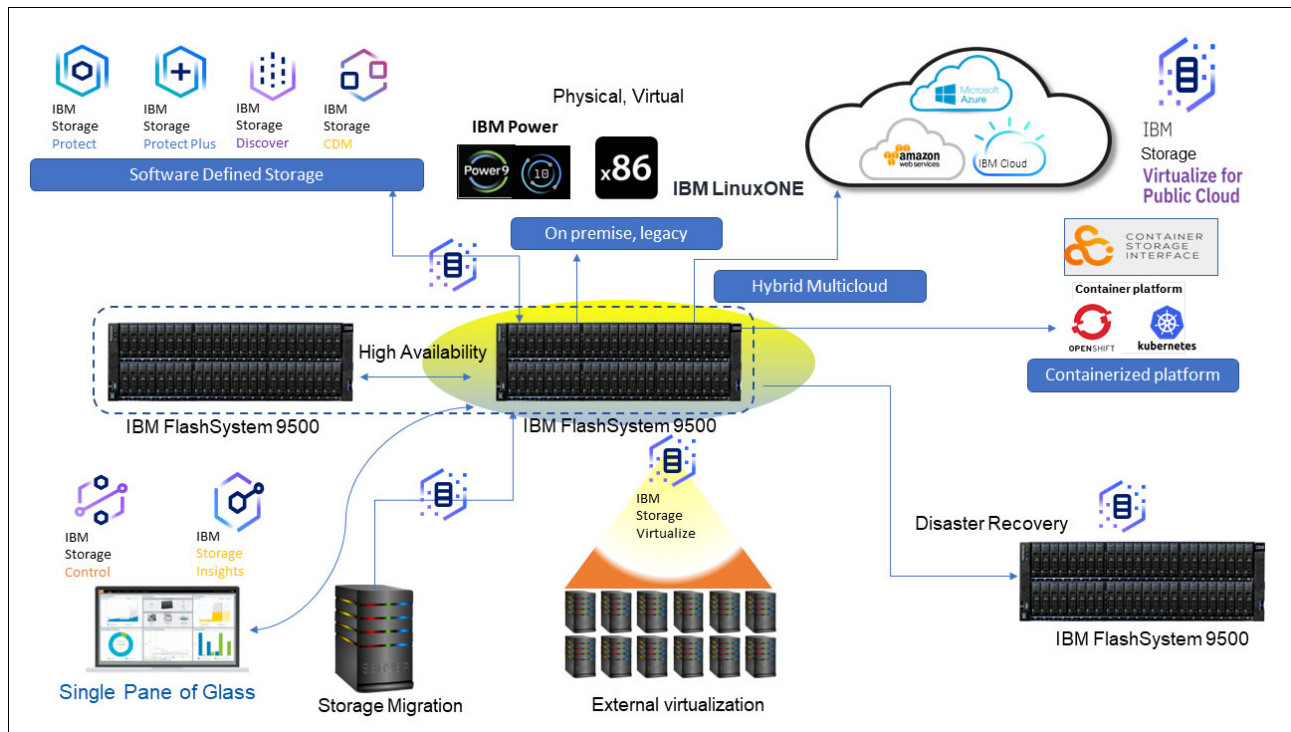 IBM
Storage
Protect
IBM
Storage
Protect Plus
IBM
Storage
Discover
IBM
Storage
CDM
Software Defined Storage
Physical, Virtual
IBM Power
Power9
10
x86
IBM LinuxONE
On premise, legacy
Microsoft
Azure
amazon
web services
IBM Cloud
IBM
Storage
Virtualize for
Public Cloud
Hybrid Multicloud
CONTAINER
STORAGE
INTERFACE
Container platform
OPENSHIFT
kubernetes
Containerized platform
High Availability
IBM FlashSystem 9500
IBM FlashSystem 9500
IBM
Storage
Control
IBM
Storage
Insights
Single Pane of Glass
Storage Migration
IBM
Storage
Virtualize
External virtualization
Disaster Recovery
IBM FlashSystem 9500